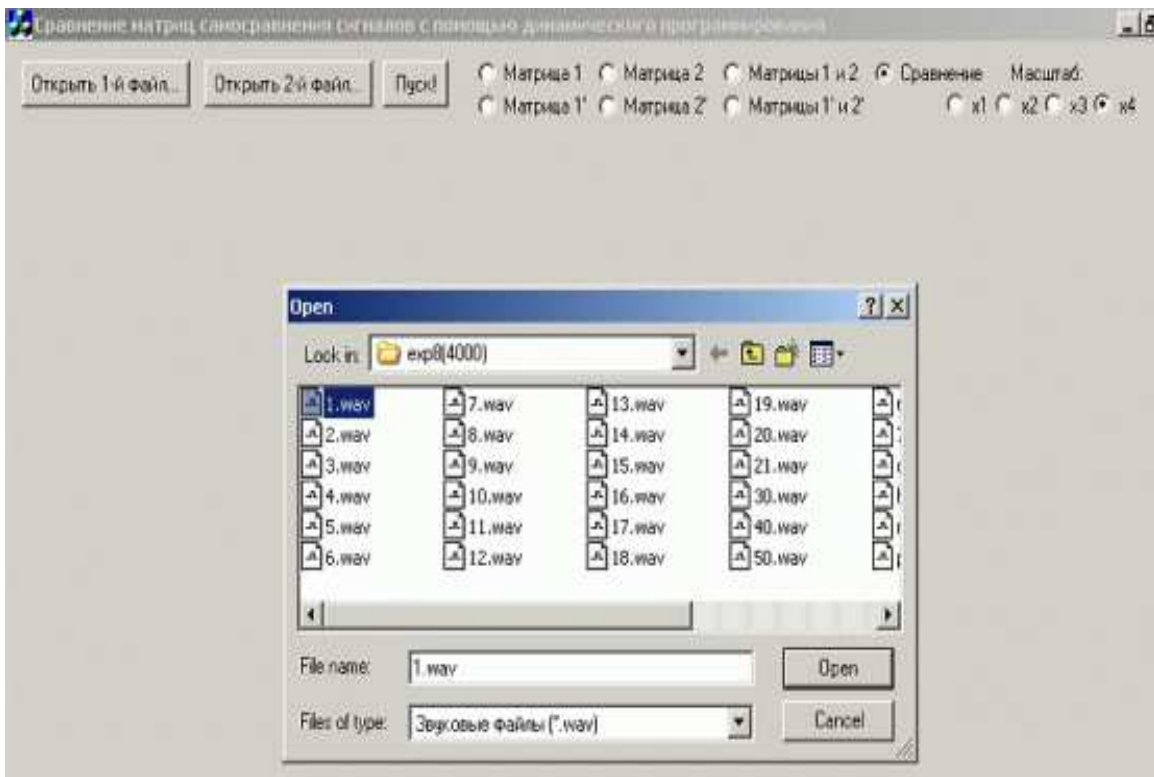 Сравнение матриц самосравнения сигналов с помощью динамического программирования
Открыть 1-й файл... Открыть 2-й файл... Пуск! Матрица 1 Матрица 2 Матрицы 1 и 2 Сравнение Масштаб:
Матрица 1' Матрица 2' Матрицы 1' и 2' x1 x2 x3 x4
Open
Look in: exp8(4000)
1.wav 7.wav 13.wav 19.wav
2.wav 8.wav 14.wav 20.wav
3.wav 9.wav 15.wav 21.wav
4.wav 10.wav 16.wav 30.wav
5.wav 11.wav 17.wav 40.wav
6.wav 12.wav 18.wav 50.wav
File name: 1.wav Open
Files of type: Звуковые файлы (*.wav) Cancel